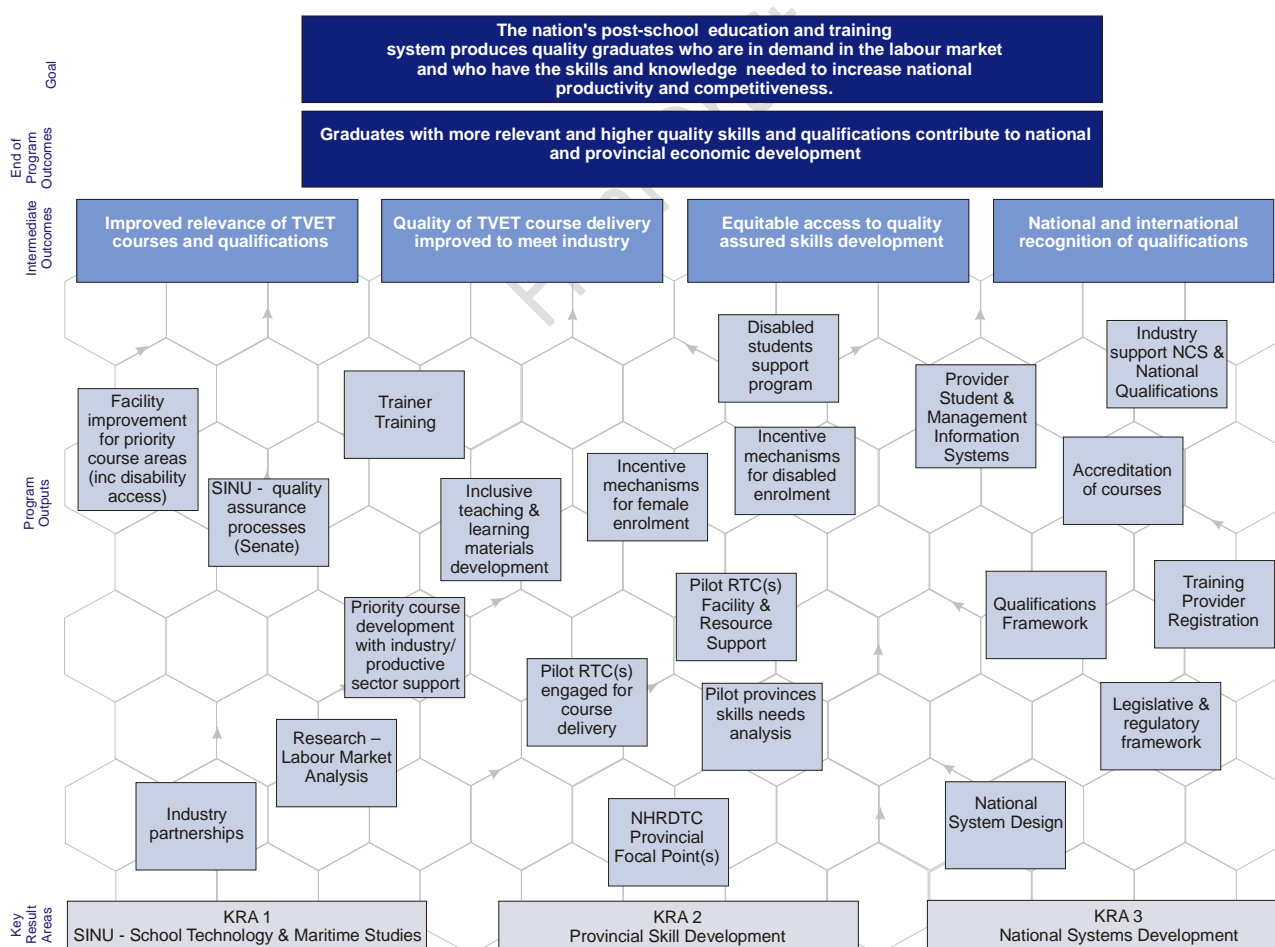 Goal
The nation's post-school education and training
system produces quality graduates who are in demand in the labour market
and who have the skills and knowledge needed to increase national
productivity and competitiveness.
End of
Program
Outcomes
Graduates with more relevant and higher quality skills and qualifications contribute to national
and provincial economic development
Intermediate
Outcomes
Improved relevance of TVET
courses and qualifications
Quality of TVET course delivery
improved to meet industry
Equitable access to quality
assured skills development
National and international
recognition of qualifications
Program
Outputs
Disabled
students
support
program
Industry
support NCS &
National
Qualifications
Facility
improvement
for priority
course areas
(inc disability
access)
Trainer
Training
Provider
Student &
Management
Information
Systems
SINU - quality
assurance
processes
(Senate)
Inclusive
teaching &
learning
materials
development
Incentive
mechanisms
for female
enrolment
Incentive
mechanisms
for disabled
enrolment
Accreditation
of courses
Priority course
development
with industry/
productive
sector support
Pilot RTC(s)
Facility &
Resource
Support
Qualifications
Framework
Training
Provider
Registration
Pilot RTC(s)
engaged for
course
delivery
Pilot provinces
skills needs
analysis
Legislative &
regulatory
framework
Research –
Labour Market
Analysis
Industry
partnerships
NHRDTC
Provincial
Focal Point(s)
National
System Design
Key
Result
Areas
KRA 1
SINU - School Technology & Maritime Studies
KRA 2
Provincial Skill Development
KRA 3
National Systems Development